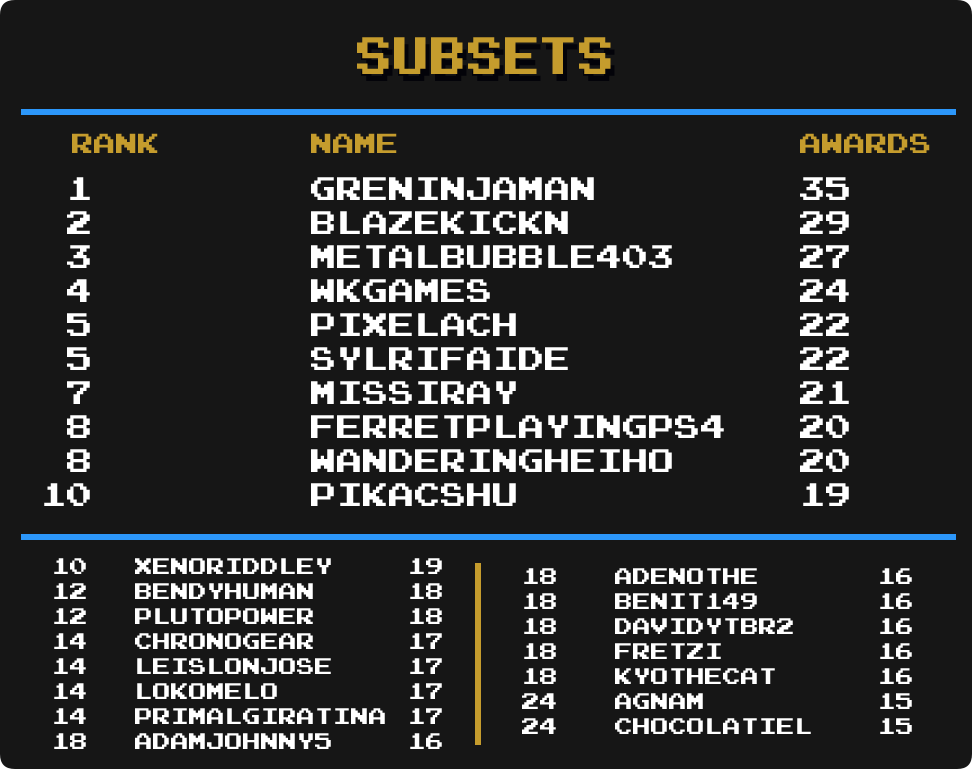 SUBSETS
RANK NAME AWARDS
1 GRENINJAMAN 35
2 BLAZEKICKN 29
3 METALBUBBLE403 27
4 WKGAMES 24
5 PIXELACH 22
5 SYLRIFAIDE 22
7 MISSIRAY 21
8 FERRETPLAYINGPS4 20
8 WANDERINGHEIHO 20
10 PIKACSHU 19
10 XENORIDDLEY 19
12 BENDYHUMAN 18
12 PLUTOPOWER 18
14 CHRONOGEAR 17
14 LEISLONJOSE 17
14 LOKOMELO 17
14 PRIMALGIRATINA 17
18 ADAMJOHNNY5 16
18 ADENOTHE 16
18 BENIT149 16
18 DAVIDYTBR2 16
18 FRETZI 16
18 KYOTHECAT 16
24 AGNAM 15
24 CHOCOLATIEL 15